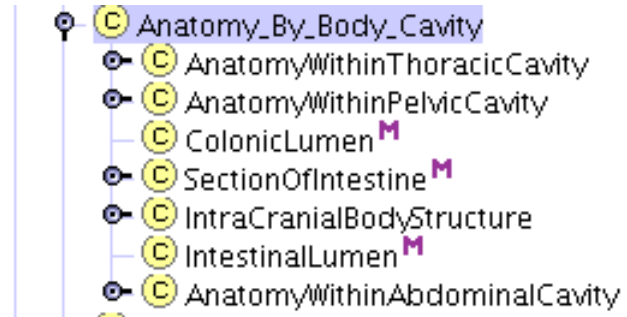 C Anatomy_By_Body_Cavity
C AnatomyWithinThoracicCavity
C AnatomyWithinPelvicCavity
C ColonicLumen M
C SectionOfIntestine M
C IntraCranialBodyStructure
C IntestinalLumen M
C AnatomyWithinAbdominalCavity